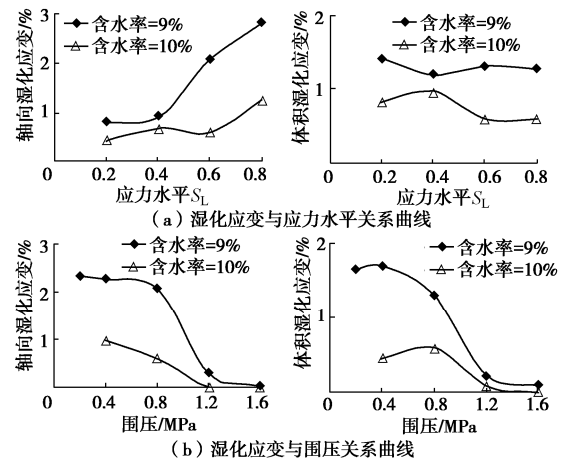 轴向湿化应变/%
3
2
1
0
含水率=9%
含水率=10%
0.2 0.4 0.6 0.8
应力水平SL
体积湿化应变/%
2
1
0
含水率=9%
含水率=10%
0.2 0.4 0.6 0.8
应力水平SL
(a) 湿化应变与应力水平关系曲线
轴向湿化应变/%
3
2
1
0
含水率=9%
含水率=10%
0.4 0.8 1.2 1.6
围压/MPa
体积湿化应变/%
2
1
0
含水率=9%
含水率=10%
0.4 0.8 1.2 1.6
围压/MPa
(b) 湿化应变与围压关系曲线